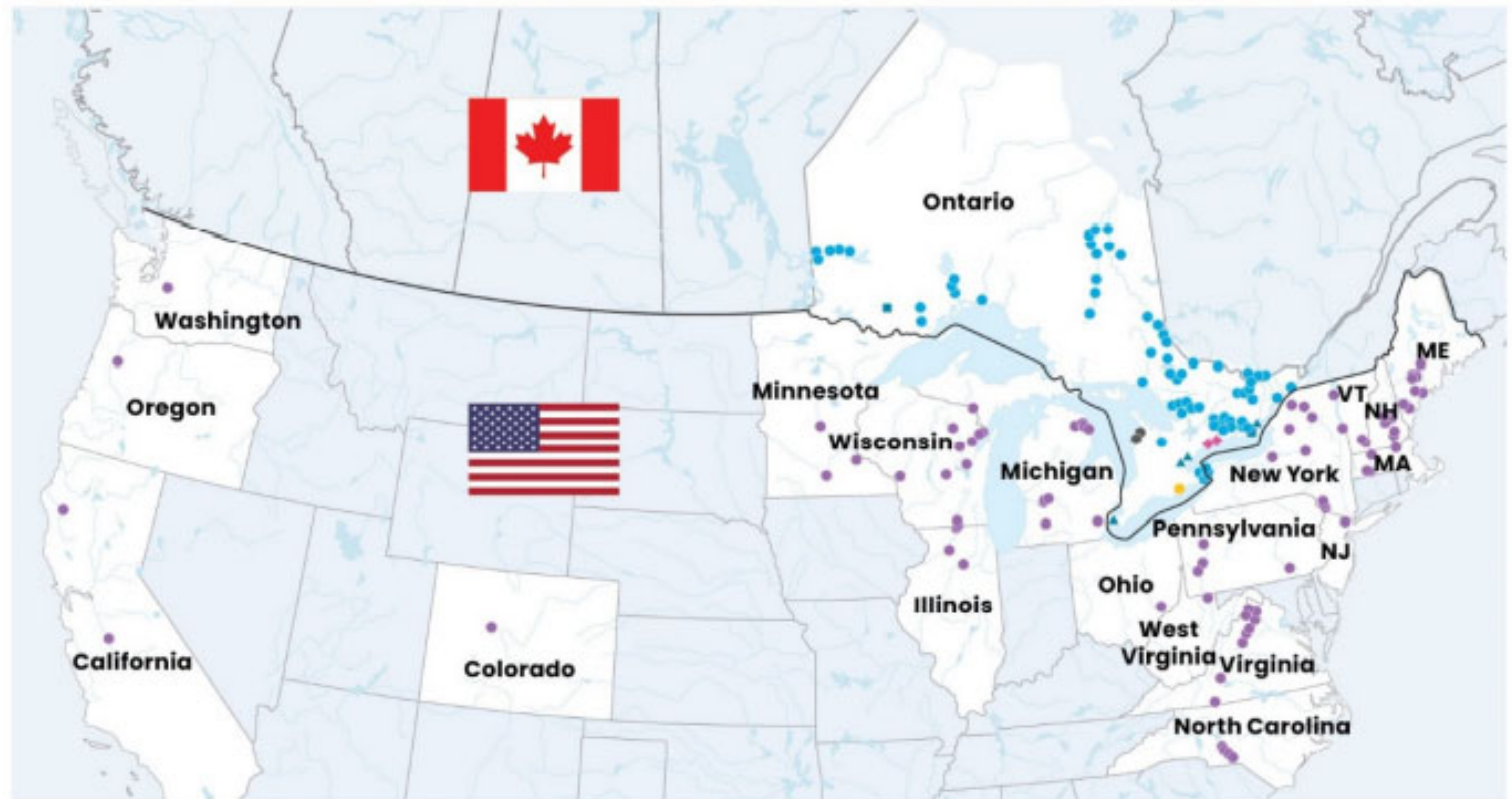 Ontario
Washington
Oregon
Minnesota
Wisconsin
Michigan
ME
VT
NH
MA
New York
Pennsylvania
NJ
Ohio
Illinois
West
Virginia
Virginia
California
Colorado
North Carolina